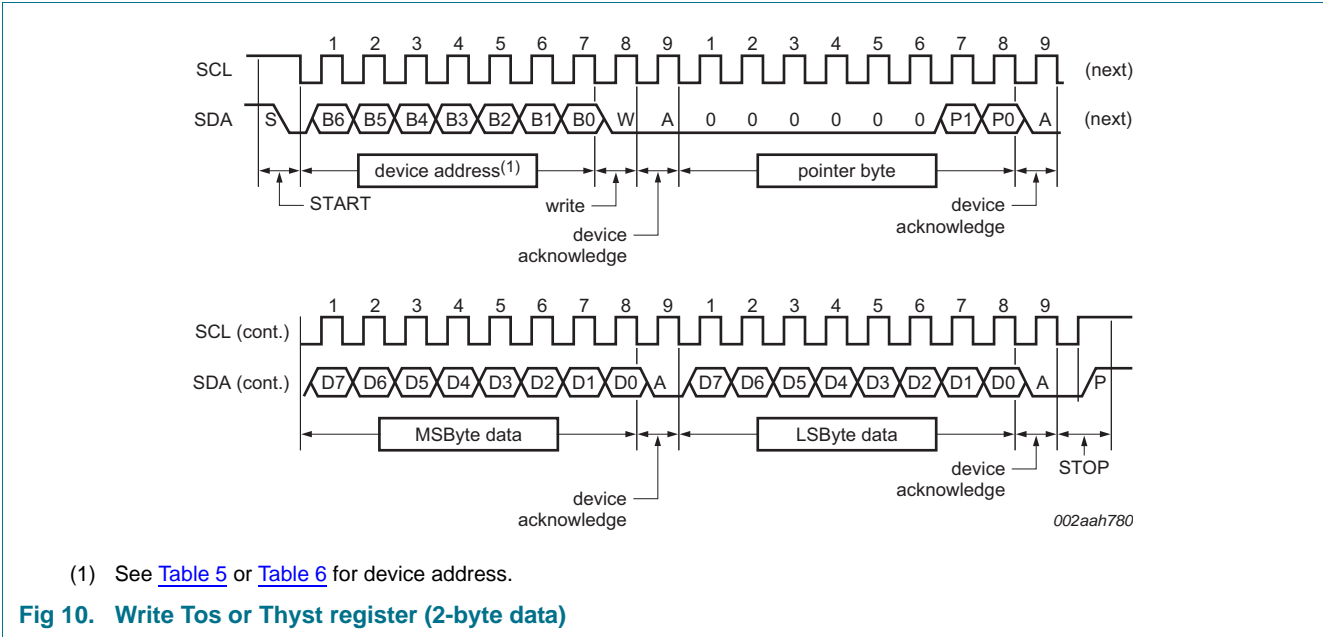 1 2 3 4 5 6 7 8 9 1 2 3 4 5 6 7 8 9
SCL (next)
SDA S B6 B5 B4 B3 B2 B1 B0 W A 0 0 0 0 0 0 P1 P0 A (next)
device address(1) pointer byte
START write device
device acknowledge
acknowledge
1 2 3 4 5 6 7 8 9 1 2 3 4 5 6 7 8 9
SCL (cont.)
SDA (cont.) D7 D6 D5 D4 D3 D2 D1 D0 A D7 D6 D5 D4 D3 D2 D1 D0 A P
MSByte data LSByte data
device STOP
acknowledge
device
acknowledge
002aah780
(1) See Table 5 or Table 6 for device address.
Fig 10. Write Tos or Thyst register (2-byte data)